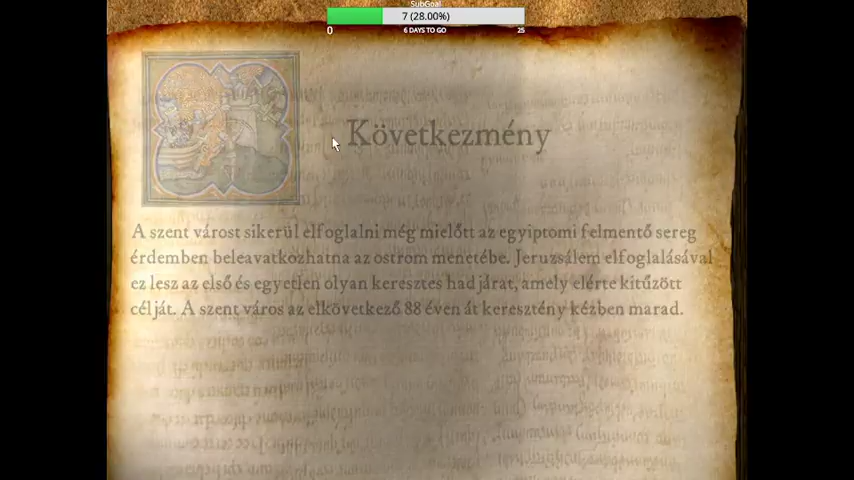 SubGoal
7 (28.00%)
0 6 DAYS TO GO 25
Következmény
A szent várost sikerül elfoglalni még mielőtt az egyiptomi felmentő sereg
érdemben beleavatkozhatna az ostrom menetébe. Jeruzsálem elfoglalásával
ez lesz az első és egyetlen olyan keresztes hadjárat, amely elérte kitűzött
célját. A szent város az elkövetkező 88 éven át keresztény kézben marad.